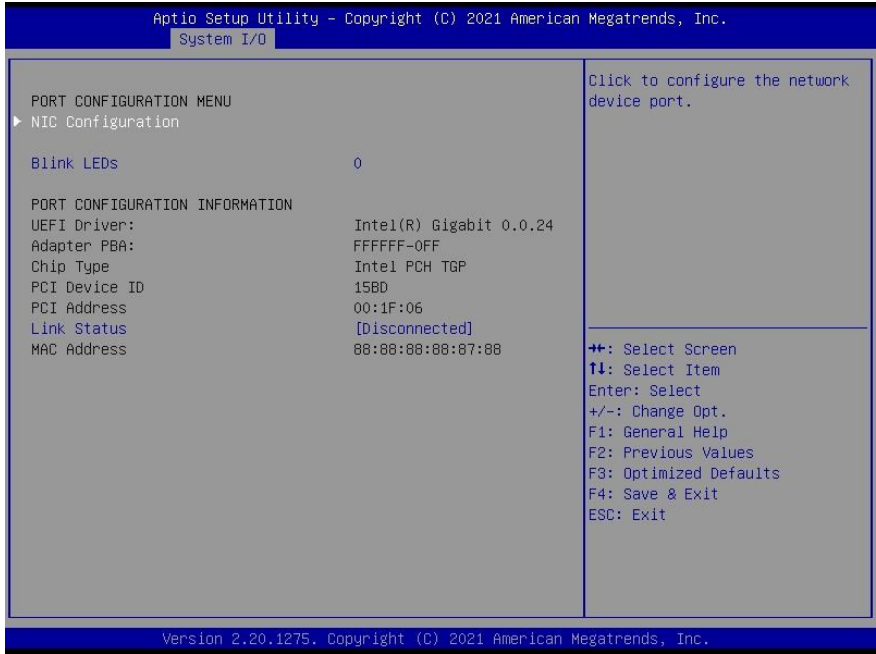 Aptio Setup Utility – Copyright (C) 2021 American Megatrends, Inc.
System I/O
PORT CONFIGURATION MENU
NIC Configuration
Blink LEDs 0
PORT CONFIGURATION INFORMATION
UEFI Driver: Intel(R) Gigabit 0.0.24
Adapter PBA: FFFFFF-0FF
Chip Type Intel PCH TGP
PCI Device ID 15BD
PCI Address 00:1F:06
Link Status [Disconnected]
MAC Address 88:88:88:88:87:88
Click to configure the network
device port.
→←: Select Screen
↑↓: Select Item
Enter: Select
+/-: Change Opt.
F1: General Help
F2: Previous Values
F3: Optimized Defaults
F4: Save & Exit
ESC: Exit
Version 2.20.1275. Copyright (C) 2021 American Megatrends, Inc.